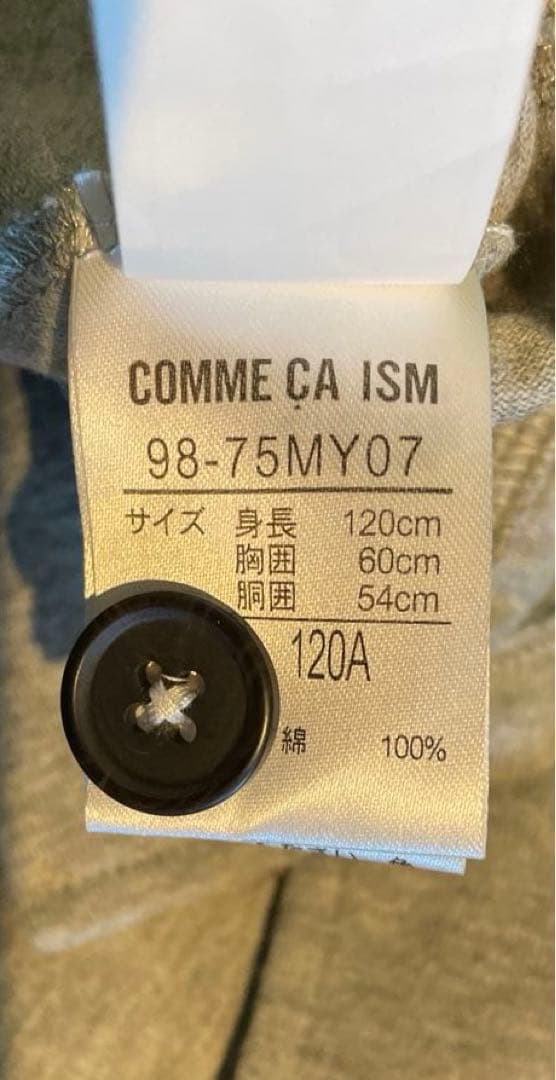 COMME ÇA ISM
98-75MY07
サイズ 身長 120cm
胸囲 60cm
胴囲 54cm
120A
綿 100%